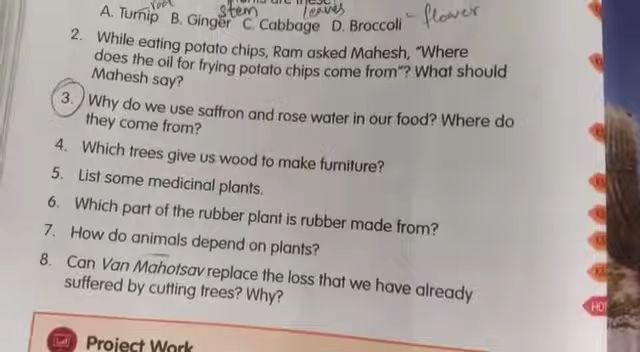 root stem leaves
A. Turnip B. Ginger C. Cabbage D. Broccoli - flower
2. While eating potato chips, Ram asked Mahesh, "Where
does the oil for frying potato chips come from"? What should
Mahesh say?
3. Why do we use saffron and rose water in our food? Where do
they come from?
4. Which trees give us wood to make furniture?
5. List some medicinal plants.
6. Which part of the rubber plant is rubber made from?
7. How do animals depend on plants?
8. Can Van Mahotsav replace the loss that we have already
suffered by cutting trees? Why?
Project Work
HOT